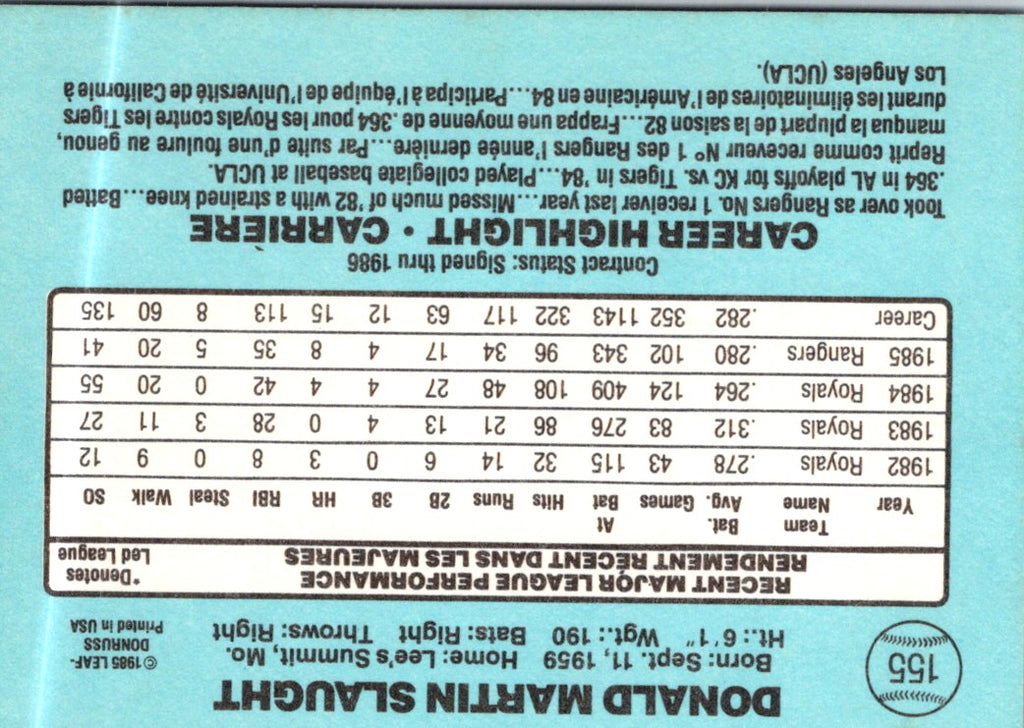 155
DONALD MARTIN SLAUGHT
Born: Sept. 11, 1959 Home: Lee's Summit, Mo.
Ht.: 6'1" Wgt.: 190 Bats: Right Throws: Right
©1985 LEAF-
DONRUSS
Printed in USA
RECENT MAJOR LEAGUE PERFORMANCE
RENDEMENT RÉCENT DANS LES MAJEURES
*Denotes
Led League
Year Team Name Bat. Avg. Games At Bat Hits Runs 2B 3B HR RBI Steal Walk SO
1982 Royals .278 43 115 32 14 6 0 3 8 0 9 12
1983 Royals .312 83 276 86 21 13 4 0 28 3 11 27
1984 Royals .264 124 409 108 48 27 4 4 42 0 20 55
1985 Rangers .280 102 343 96 34 17 4 8 35 5 20 41
Career .282 352 1143 322 117 63 12 15 113 8 60 135
Contract Status: Signed thru 1986
CAREER HIGHLIGHT • CARRIÈRE
Took over as Rangers No. 1 receiver last year...Missed much of '82 with a strained knee...Batted
.364 in AL playoffs for KC vs. Tigers in '84...Played collegiate baseball at UCLA.
Reprit comme receveur N° 1 des Rangers l'année dernière...Par suite d'une foulure au genou,
manqua la plupart de la saison 82...Frappa une moyenne de .364 pour les Royals contre les Tigers
durant les éliminatoires de l'Américaine en 84...Participa à l'équipe de l'Université de Californie à
Los Angeles (UCLA).